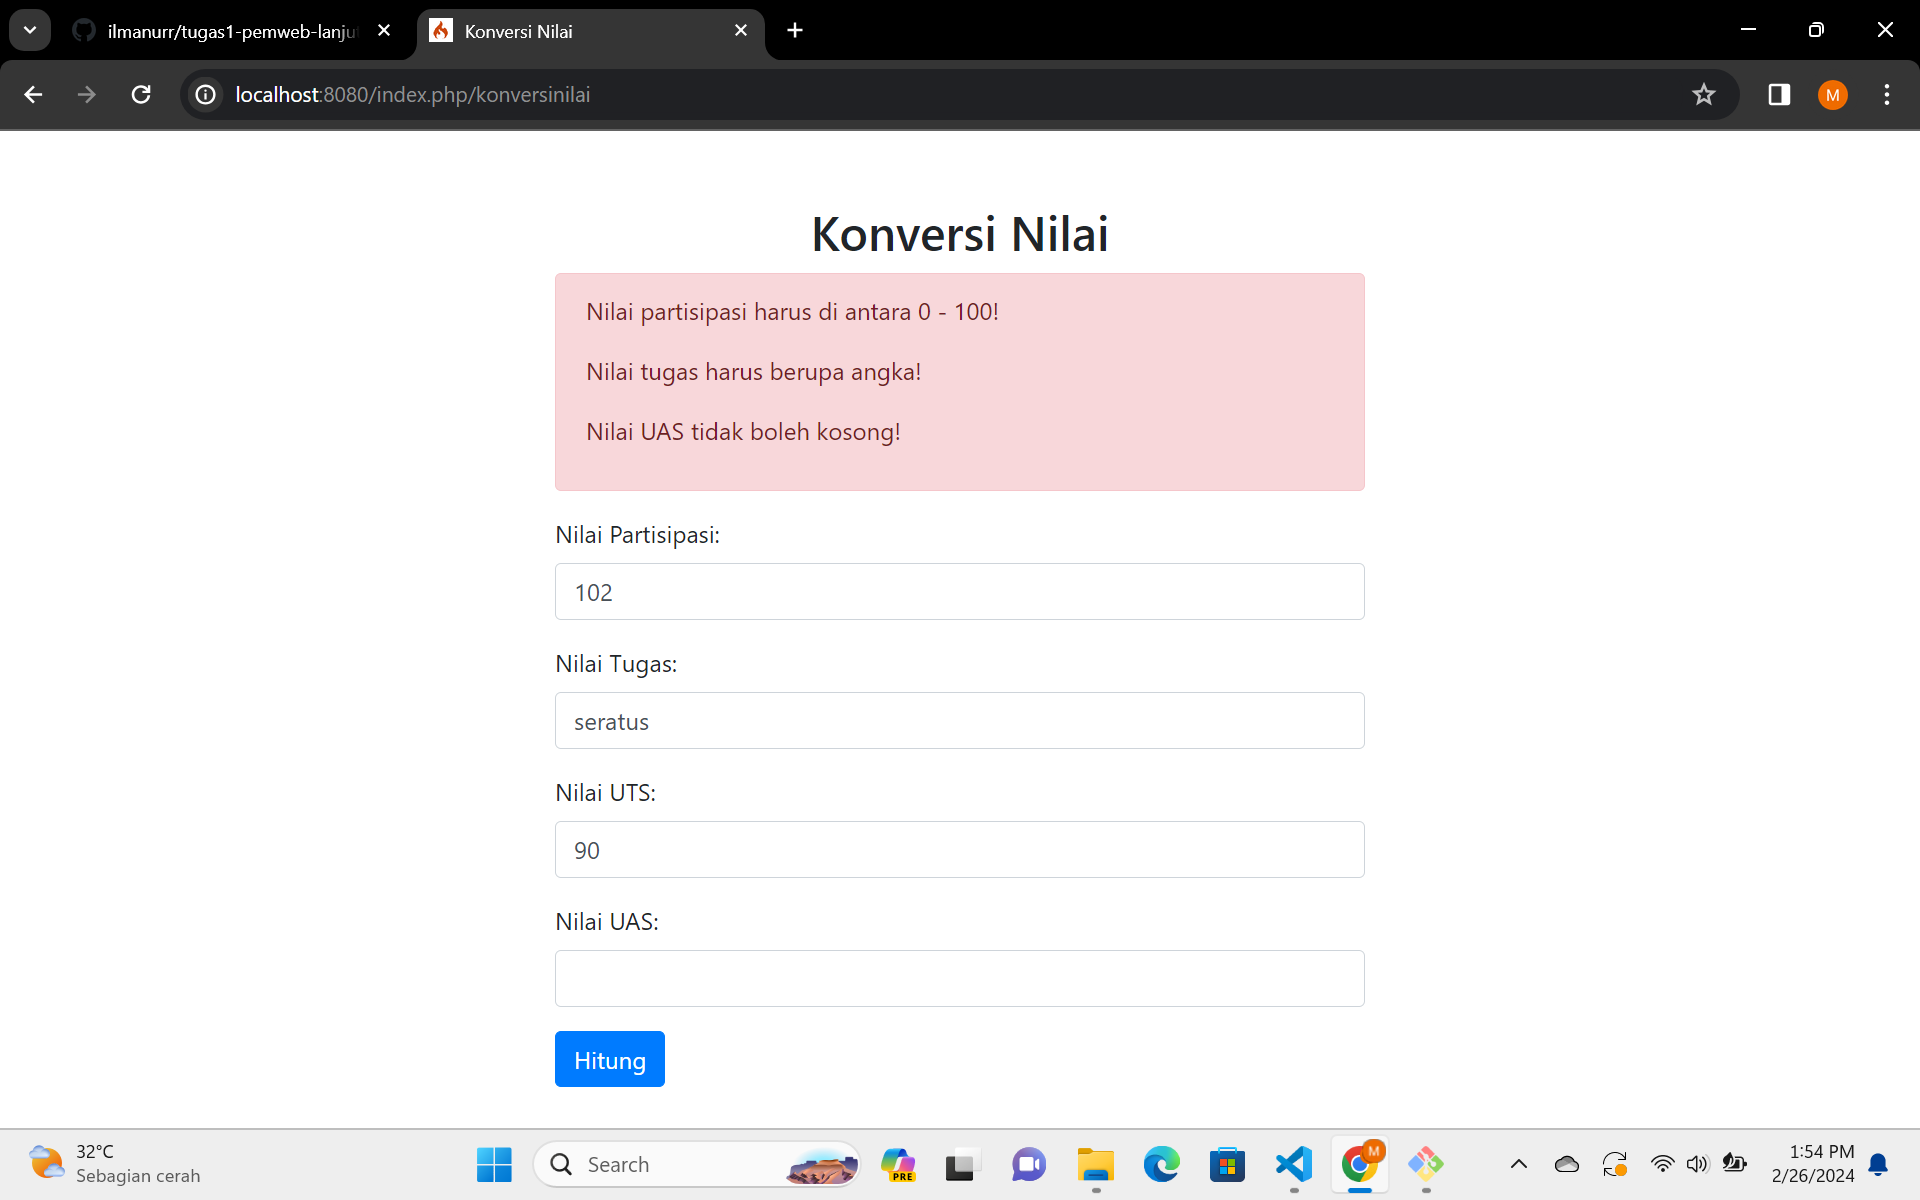 ilmanurr/tugas1-pemweb-lanju
Konversi Nilai
localhost:8080/index.php/konversinilai
M
Konversi Nilai
Nilai partisipasi harus di antara 0 - 100!
Nilai tugas harus berupa angka!
Nilai UAS tidak boleh kosong!
Nilai Partisipasi:
102
Nilai Tugas:
seratus
Nilai UTS:
90
Nilai UAS:
Hitung
32°C
Sebagian cerah
Search
PRE
M
1:54 PM
2/26/2024